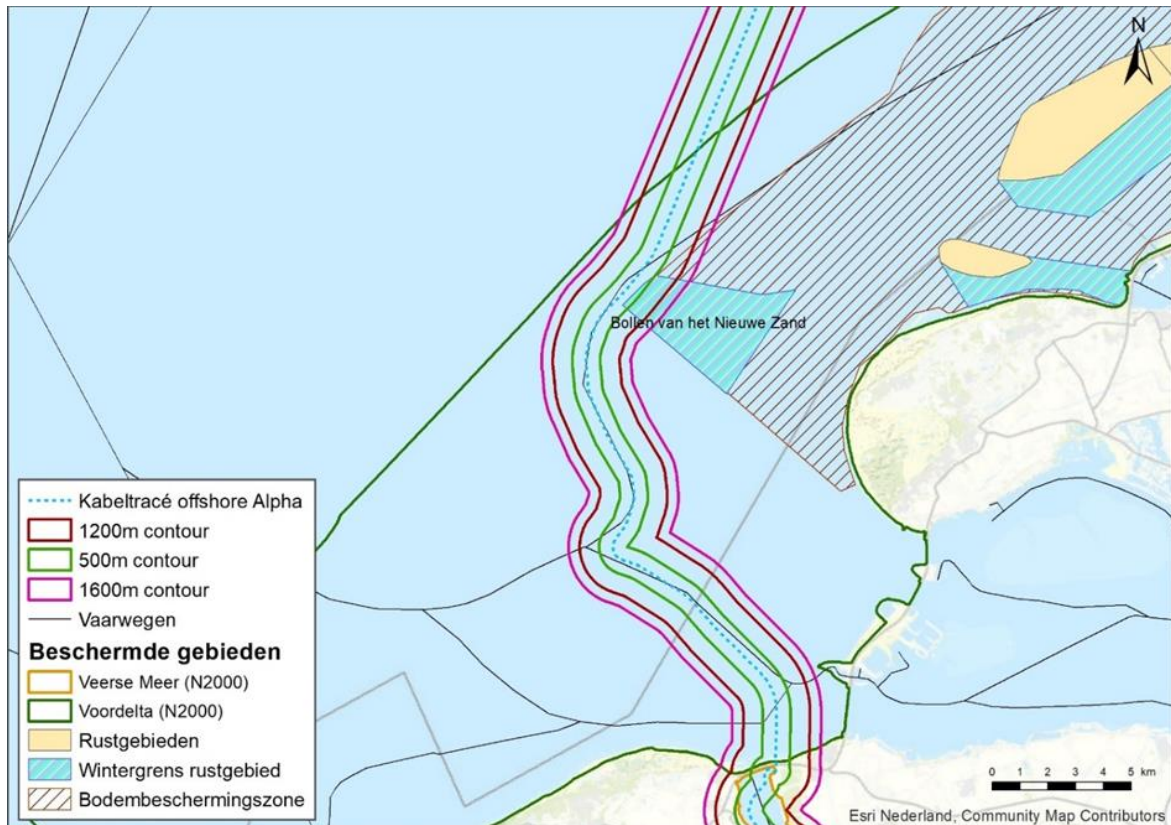 N
Bollen van het Nieuwe Zand
Kabeltracé offshore Alpha
1200m contour
500m contour
1600m contour
Vaarwegen
Beschermde gebieden
Veerse Meer (N2000)
Voordelta (N2000)
Rustgebieden
Wintergrens rustgebied
Bodembeschermingszone
0 1 2 3 4 5 km
Esri Nederland, Community Map Contributors